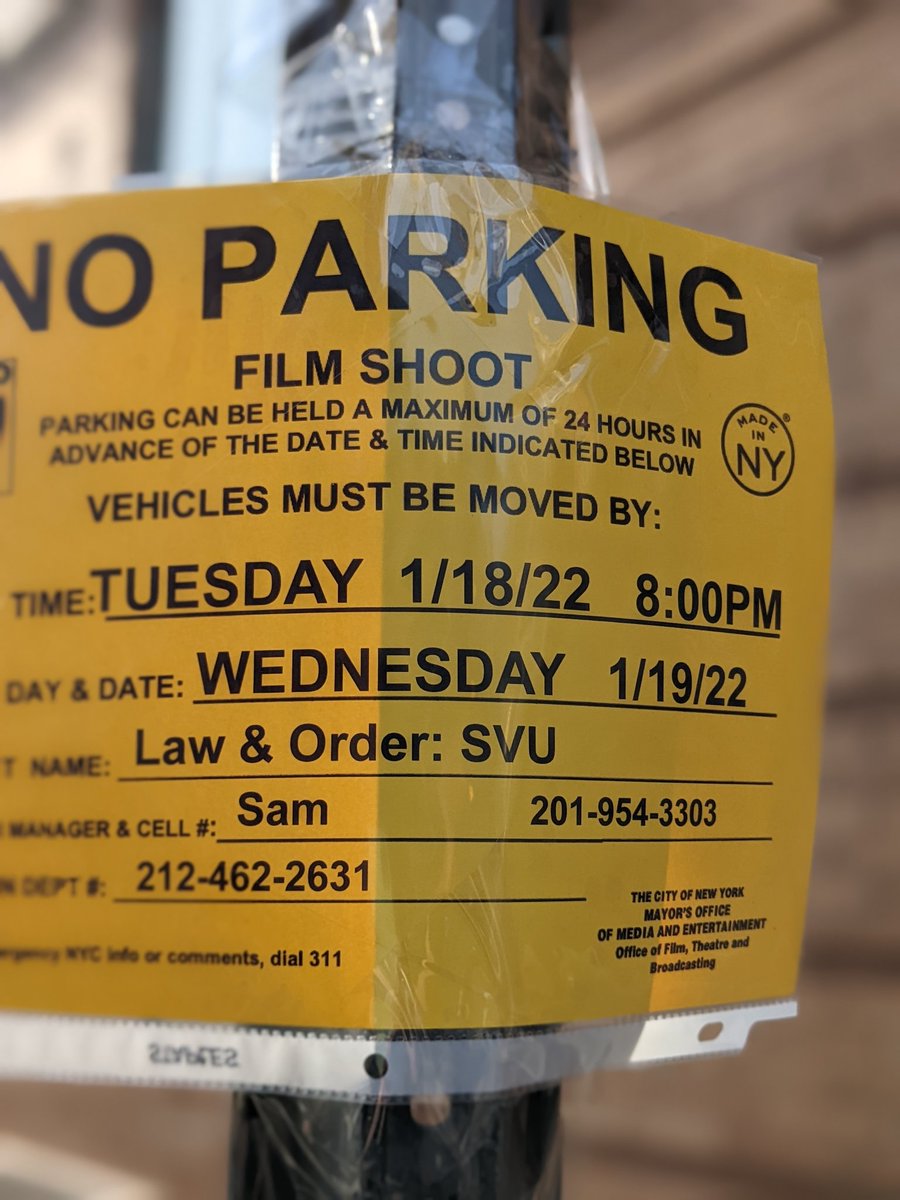 NO PARKING
FILM SHOOT
PARKING CAN BE HELD A MAXIMUM OF 24 HOURS IN
ADVANCE OF THE DATE & TIME INDICATED BELOW
MADE IN NY®
VEHICLES MUST BE MOVED BY:
TIME: TUESDAY 1/18/22 8:00PM
DAY & DATE: WEDNESDAY 1/19/22
NAME: Law & Order: SVU
MANAGER & CELL #: Sam 201-954-3303
DEPT #: 212-462-2631
NYC info or comments, dial 311
THE CITY OF NEW YORK
MAYOR'S OFFICE
OF MEDIA AND ENTERTAINMENT
Office of Film, Theatre and
Broadcasting
STAPLES